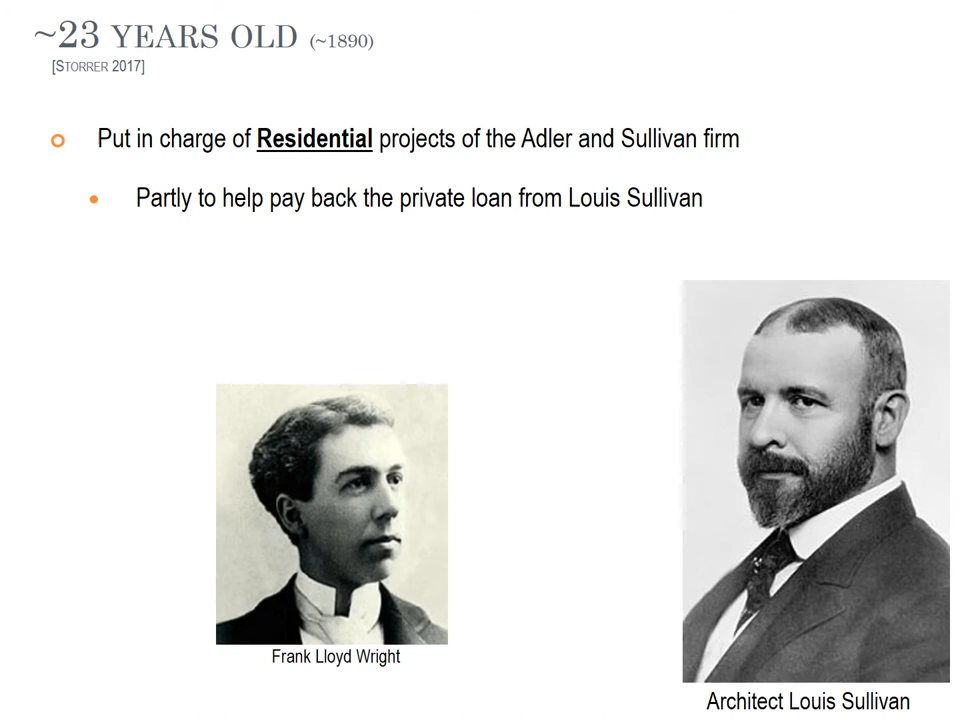 ~23 YEARS OLD (~1890)
[STORRER 2017]
Put in charge of Residential projects of the Adler and Sullivan firm
Partly to help pay back the private loan from Louis Sullivan
Frank Lloyd Wright
Architect Louis Sullivan